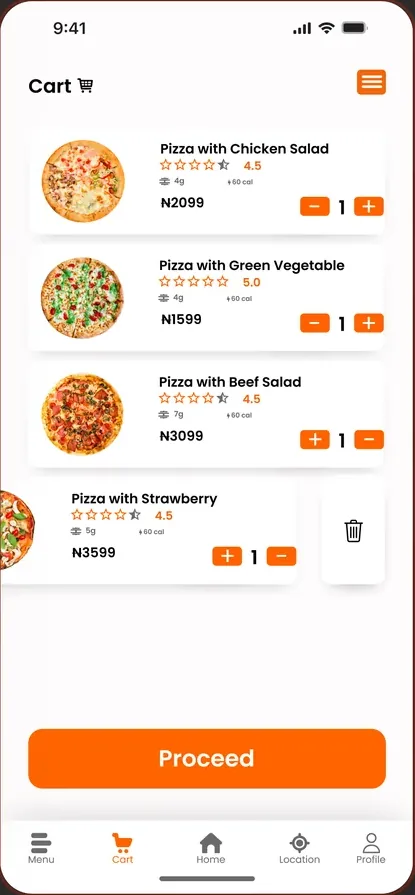 9:41
Cart
Pizza with Chicken Salad
4.5
4g 60 cal
₦2099
− 1 +
Pizza with Green Vegetable
5.0
4g 60 cal
₦1599
− 1 +
Pizza with Beef Salad
4.5
7g 60 cal
₦3099
+ 1 −
Pizza with Strawberry
4.5
5g 60 cal
₦3599
+ 1 −
Proceed
Menu Cart Home Location Profile